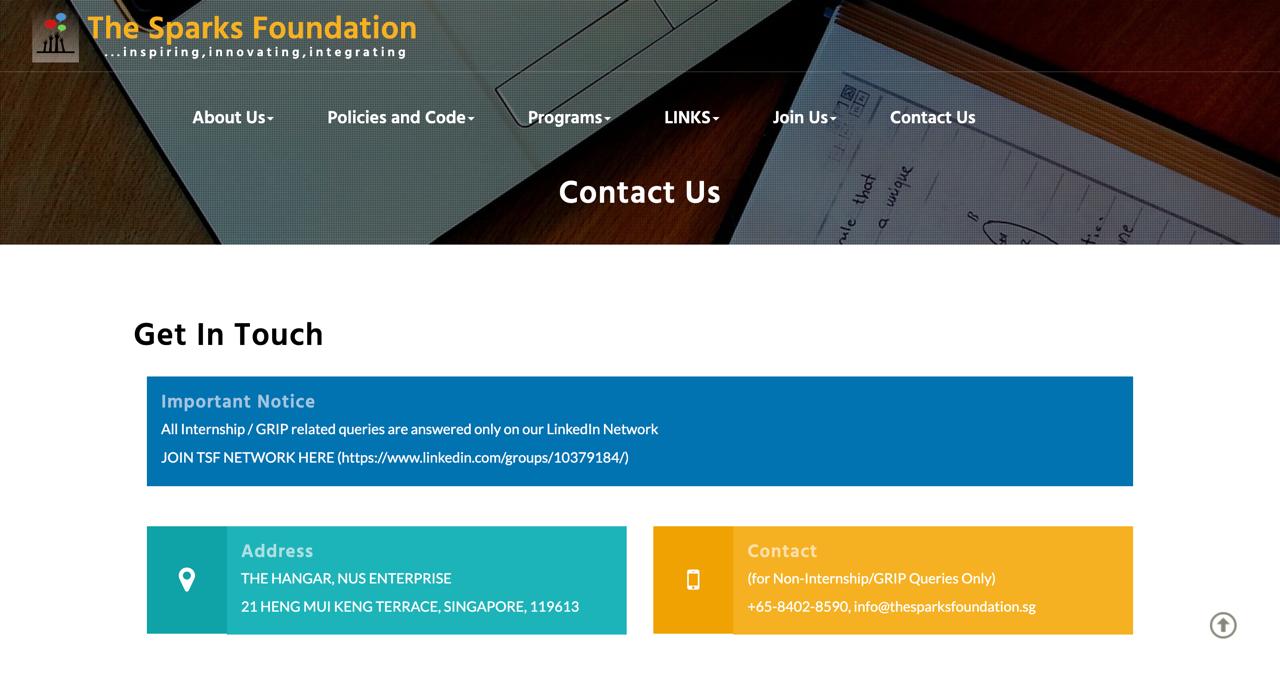 The Sparks Foundation
...inspiring,innovating,integrating
About Us
Policies and Code
Programs
LINKS
Join Us
Contact Us
Contact Us
rule that
a unique
B
Get In Touch
Important Notice
All Internship / GRIP related queries are answered only on our LinkedIn Network
JOIN TSF NETWORK HERE (https://www.linkedin.com/groups/10379184/)
Address
THE HANGAR, NUS ENTERPRISE
21 HENG MUI KENG TERRACE, SINGAPORE, 119613
Contact
(for Non-Internship/GRIP Queries Only)
+65-8402-8590, info@thesparksfoundation.sg